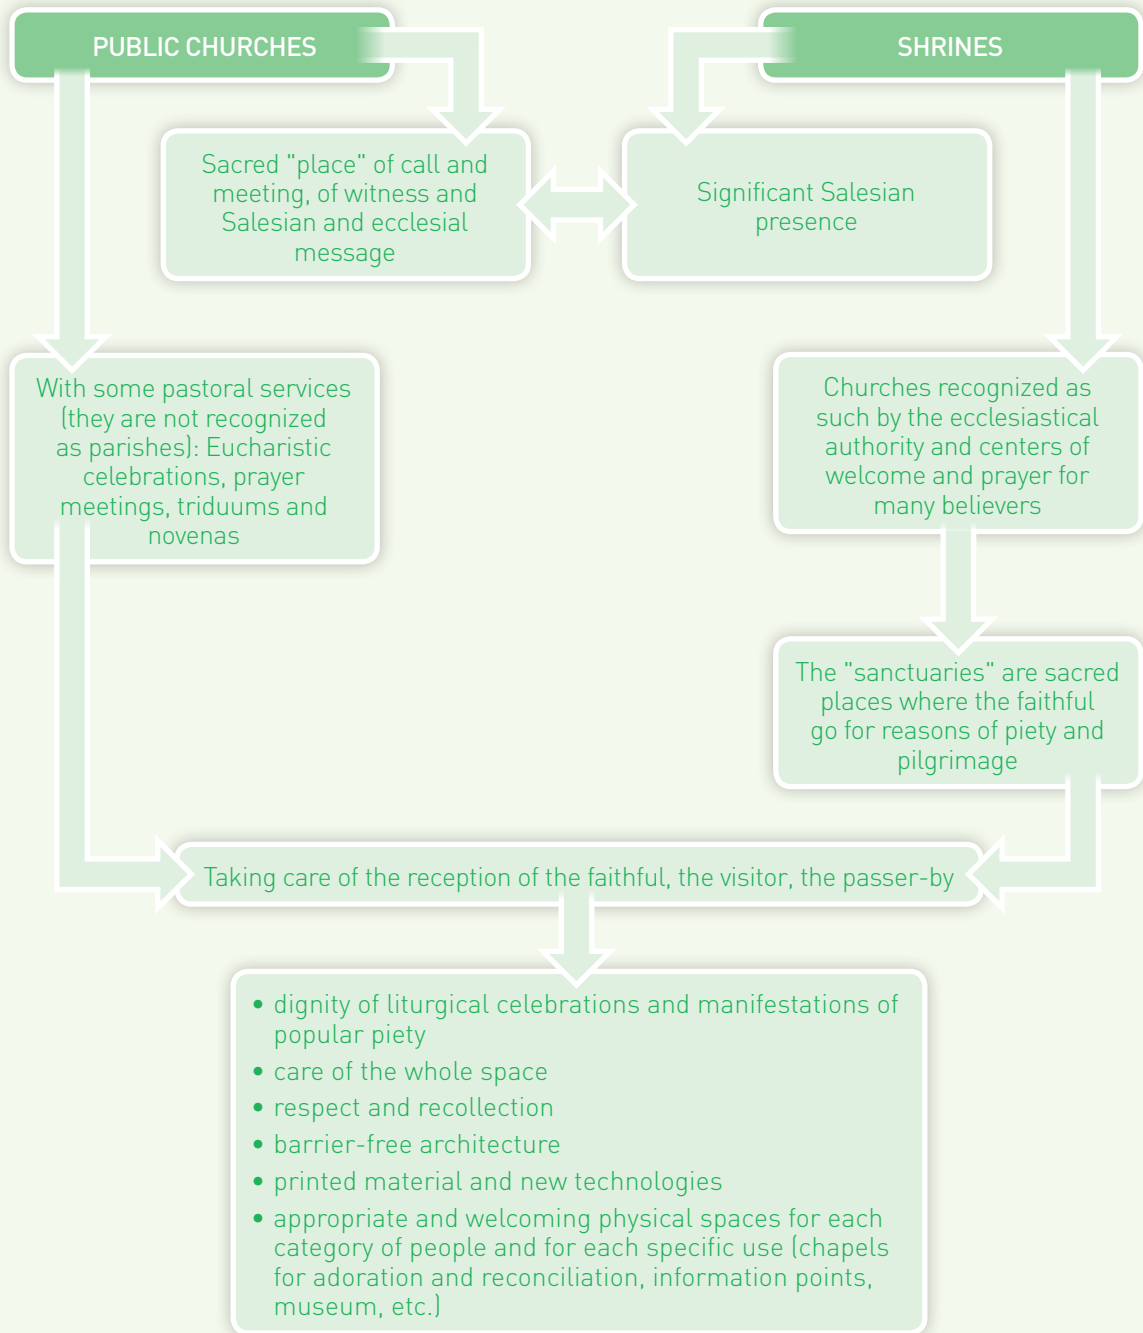 PUBLIC CHURCHES
SHRINES
Sacred "place" of call and
meeting, of witness and
Salesian and ecclesial
message
Significant Salesian
presence
With some pastoral services
(they are not recognized
as parishes): Eucharistic
celebrations, prayer
meetings, triduums and
novenas
Churches recognized as
such by the ecclesiastical
authority and centers of
welcome and prayer for
many believers
The "sanctuaries" are sacred
places where the faithful
go for reasons of piety and
pilgrimage
Taking care of the reception of the faithful, the visitor, the passer-by
• dignity of liturgical celebrations and manifestations of
popular piety
• care of the whole space
• respect and recollection
• barrier-free architecture
• printed material and new technologies
• appropriate and welcoming physical spaces for each
category of people and for each specific use (chapels
for adoration and reconciliation, information points,
museum, etc.)